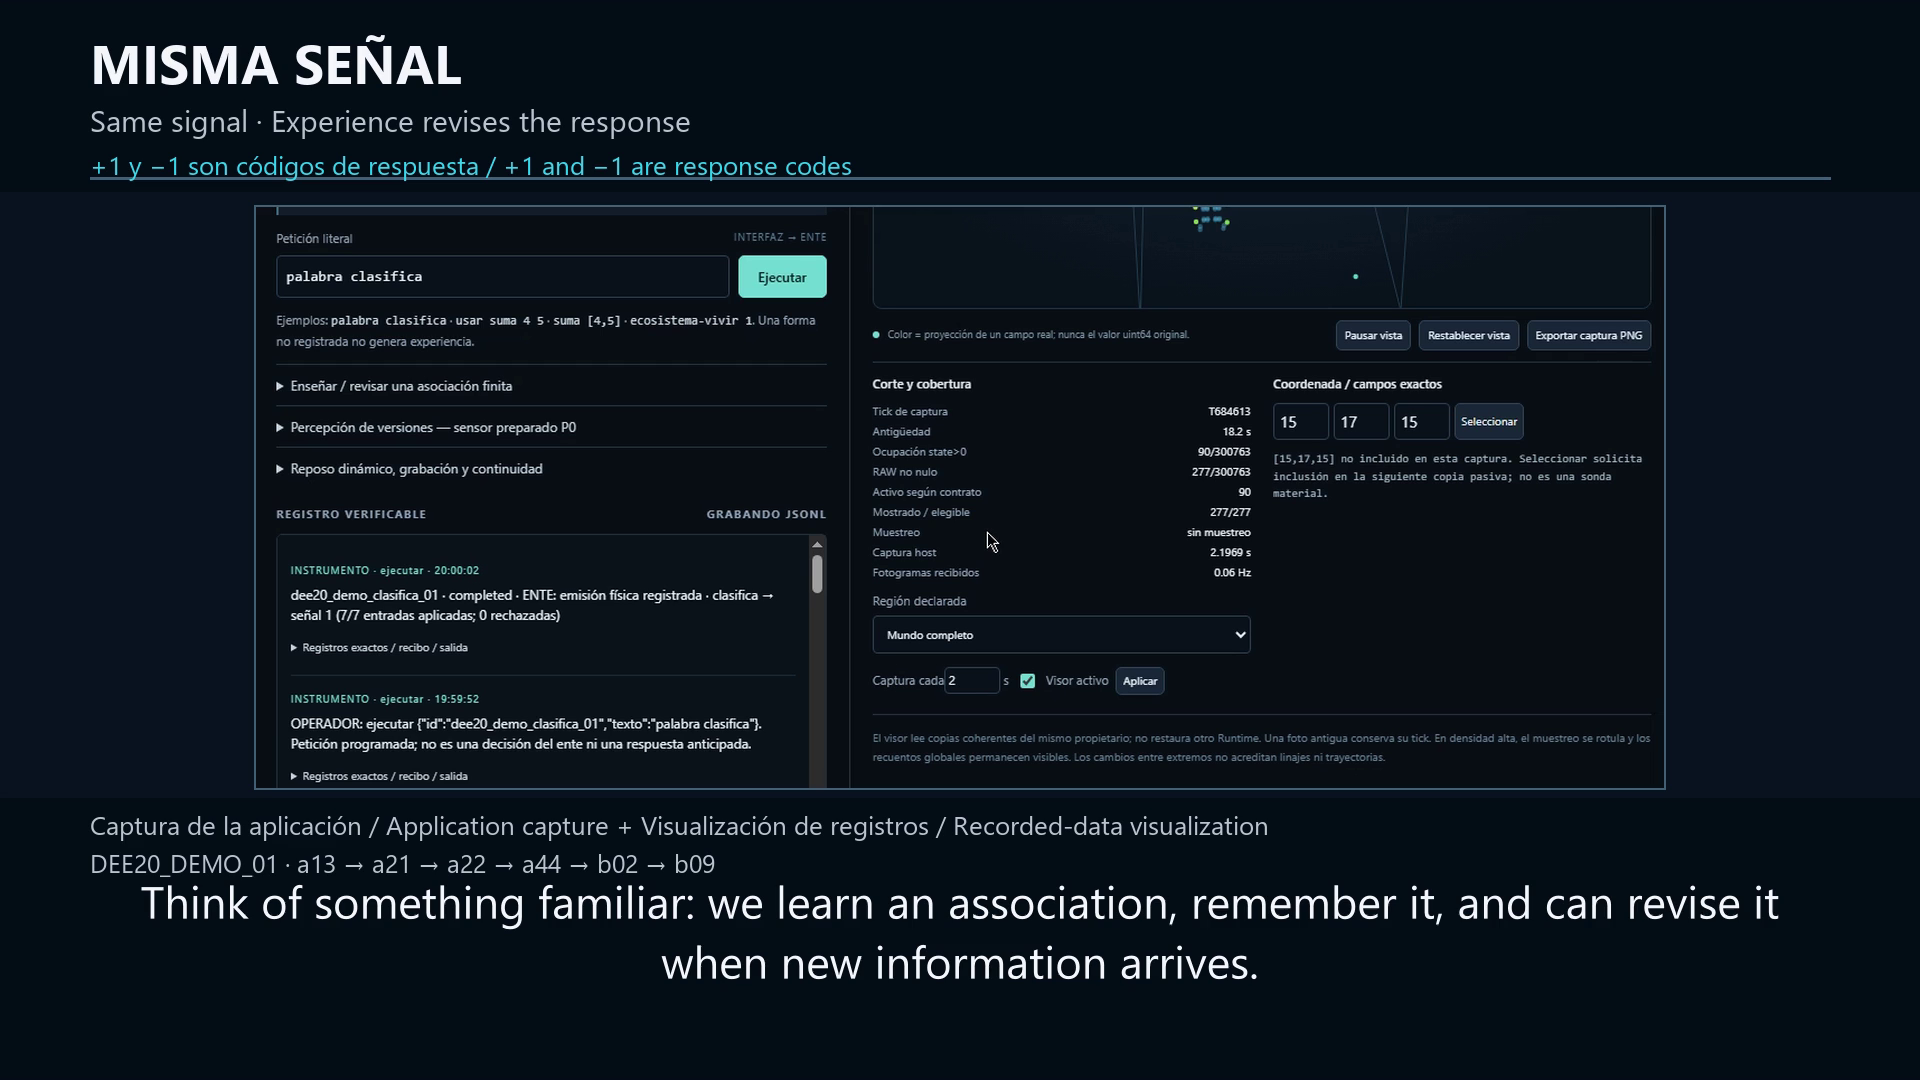 MISMA SEÑAL
Same signal · Experience revises the response
+1 y −1 son códigos de respuesta / +1 and −1 are response codes
Petición literal
INTERFAZ → ENTE
palabra clasifica
Ejecutar
Ejemplos: palabra clasifica · usar suma 4 5 · suma [4,5] · ecosistema-vivir 1. Una forma
no registrada no genera experiencia.
▶ Enseñar / revisar una asociación finita
▶ Percepción de versiones — sensor preparado P0
▶ Reposo dinámico, grabación y continuidad
REGISTRO VERIFICABLE
GRABANDO JSONL
INSTRUMENTO · ejecutar · 20:00:02
dee20_demo_clasifica_01 · completed · ENTE: emisión física registrada · clasifica →
señal 1 (7/7 entradas aplicadas; 0 rechazadas)
▶ Registros exactos / recibo / salida
INSTRUMENTO · ejecutar · 19:59:52
OPERADOR: ejecutar {"id":"dee20_demo_clasifica_01","texto":"palabra clasifica"}.
Petición programada; no es una decisión del ente ni una respuesta anticipada.
▶ Registros exactos / recibo / salida
Color = proyección de un campo real; nunca el valor uint64 original.
Pausar vista
Restablecer vista
Exportar captura PNG
Corte y cobertura
Tick de captura T684613
Antigüedad 18.2 s
Ocupación state>0 90/300763
RAW no nulo 277/300763
Activo según contrato 90
Mostrado / elegible 277/277
Muestreo sin muestreo
Captura host 2.1969 s
Fotogramas recibidos 0.06 Hz
Región declarada
Mundo completo
Captura cada 2 s Visor activo Aplicar
Coordenada / campos exactos
15 17 15 Seleccionar
[15,17,15] no incluido en esta captura. Seleccionar solicita
inclusión en la siguiente copia pasiva; no es una sonda
material.
El visor lee copias coherentes del mismo propietario; no restaura otro Runtime. Una foto antigua conserva su tick. En densidad alta, el muestreo se rotula y los
recuentos globales permanecen visibles. Los cambios entre extremos no acreditan linajes ni trayectorias.
Captura de la aplicación / Application capture + Visualización de registros / Recorded-data visualization
DEE20_DEMO_01 · a13 → a21 → a22 → a44 → b02 → b09
Think of something familiar: we learn an association, remember it, and can revise it
when new information arrives.